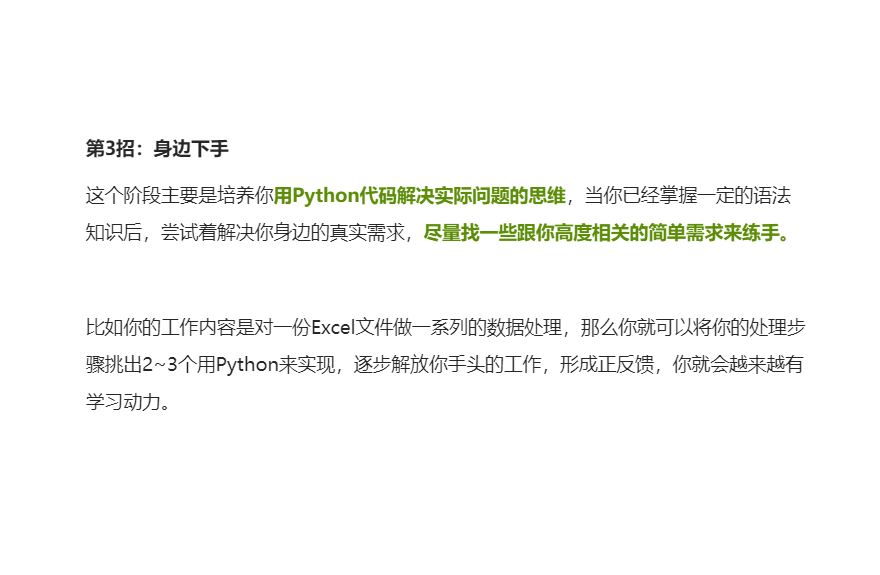 第3招：身边下手
这个阶段主要是培养你用Python代码解决实际问题的思维，当你已经掌握一定的语法
知识后，尝试着解决你身边的真实需求，尽量找一些跟你高度相关的简单需求来练手。
比如你的工作内容是对一份Excel文件做一系列的数据处理，那么你就可以将你的处理步
骤挑出2~3个用Python来实现，逐步解放你手头的工作，形成正反馈，你就会越来越有
学习动力。